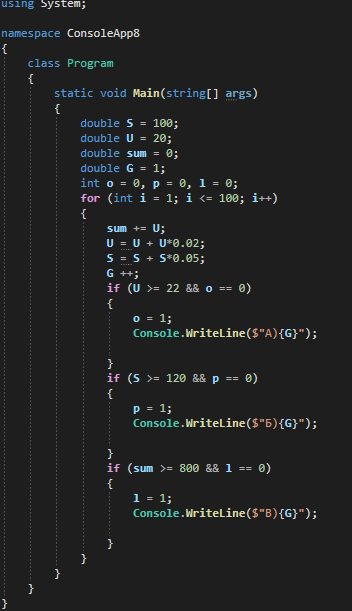 using System;
namespace ConsoleApp8
{
class Program
{
static void Main(string[] args)
{
double S = 100;
double U = 20;
double sum = 0;
double G = 1;
int o = 0, p = 0, l = 0;
for (int i = 1; i <= 100; i++)
{
sum += U;
U = U + U*0.02;
S = S + S*0.05;
G ++;
if (U >= 22 && o == 0)
{
o = 1;
Console.WriteLine($"А){G}");
}
if (S >= 120 && p == 0)
{
p = 1;
Console.WriteLine($"Б){G}");
}
if (sum >= 800 && l == 0)
{
l = 1;
Console.WriteLine($"В){G}");
}
}
}
}
}